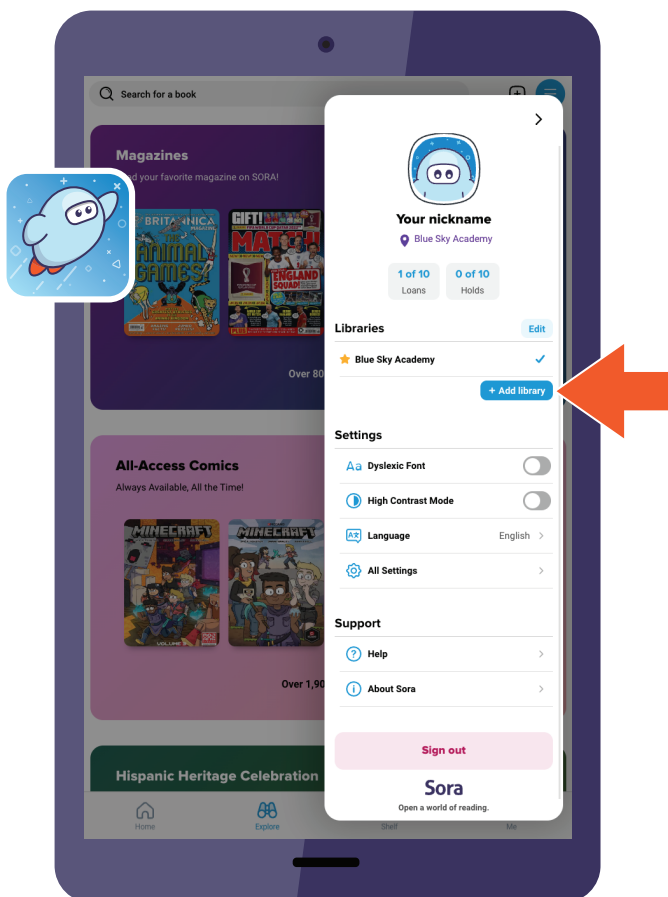 Search for a book
Magazines
your favorite magazine on SORA!
BRITANNICA
MAGAZINE
THE
ANIMAL
GAMES
GIFT!
MATCH
ENGLAND
SQUAD!
PLUS
Over 80
All-Access Comics
Always Available, All the Time!
MINECRAFT
VOLUME
MINECRAFT
Over 1,90
Hispanic Heritage Celebration
Home
Explore
Shelf
Me
Your nickname
Blue Sky Academy
1 of 10
Loans
0 of 10
Holds
Libraries
Edit
Blue Sky Academy
+ Add library
Settings
Aa Dyslexic Font
High Contrast Mode
Language
English
All Settings
Support
? Help
i About Sora
Sign out
Sora
Open a world of reading.